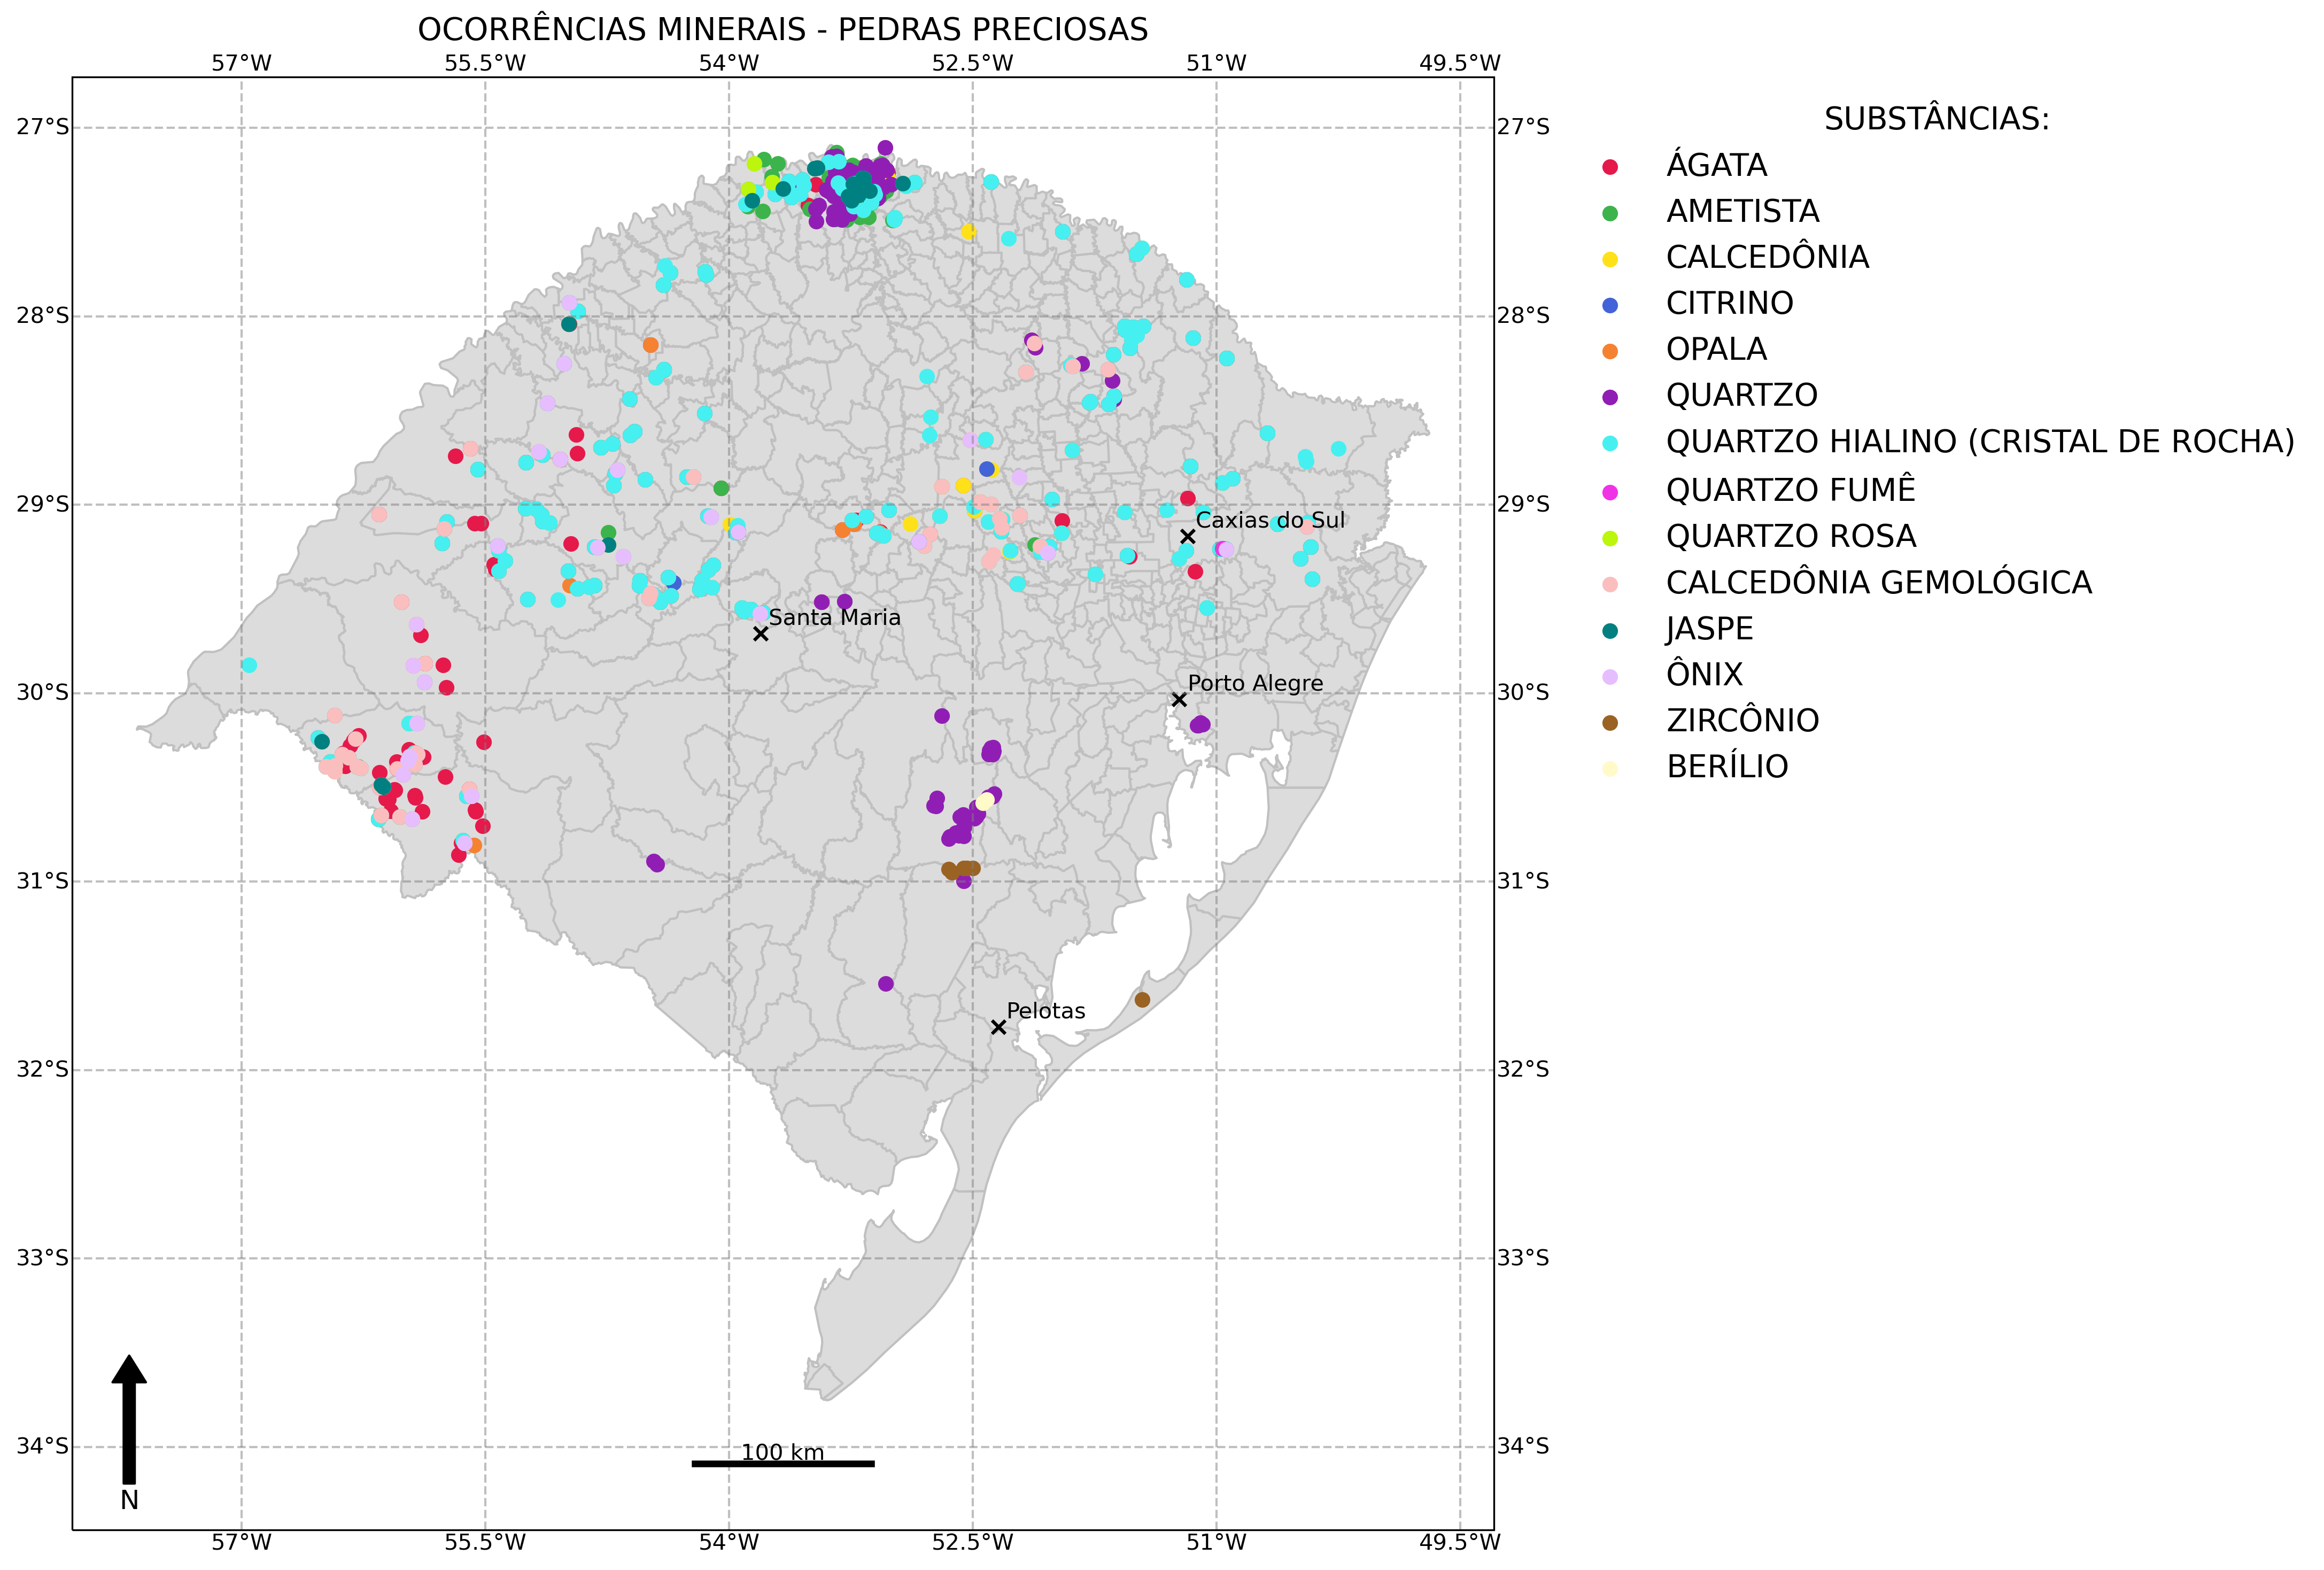 OCORRÊNCIAS MINERAIS - PEDRAS PRECIOSAS
57°W 55.5°W 54°W 52.5°W 51°W 49.5°W
27°S 27°S
28°S 28°S
29°S 29°S
Caxias do Sul
Santa Maria
Porto Alegre
30°S 30°S
31°S 31°S
Pelotas
32°S 32°S
33°S 33°S
34°S 34°S
100 km
N
57°W 55.5°W 54°W 52.5°W 51°W 49.5°W
SUBSTÂNCIAS:
ÁGATA
AMETISTA
CALCEDÔNIA
CITRINO
OPALA
QUARTZO
QUARTZO HIALINO (CRISTAL DE ROCHA)
QUARTZO FUMÊ
QUARTZO ROSA
CALCEDÔNIA GEMOLÓGICA
JASPE
ÔNIX
ZIRCÔNIO
BERÍLIO